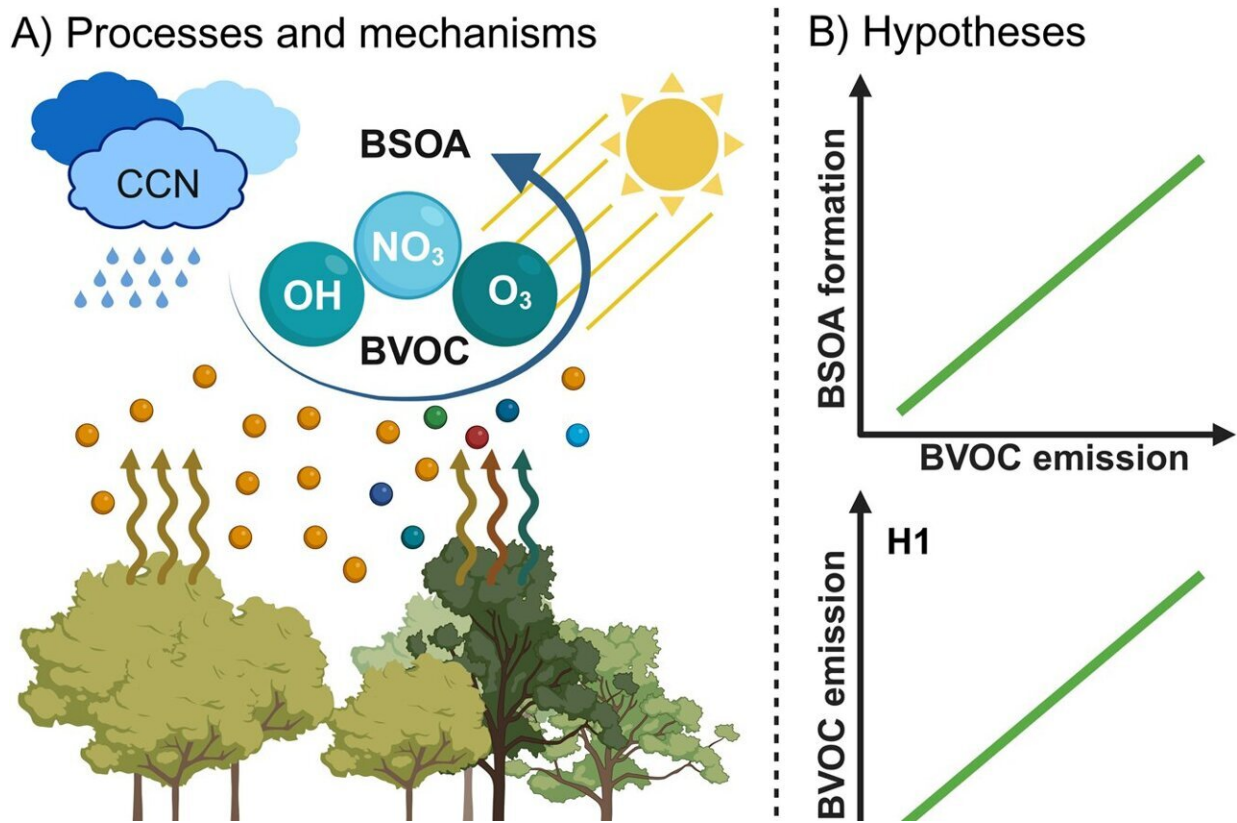 A) Processes and mechanisms
CCN
BSOA
OH
NO₃
O₃
BVOC
B) Hypotheses
BSOA formation
BVOC emission
H1
BVOC emission